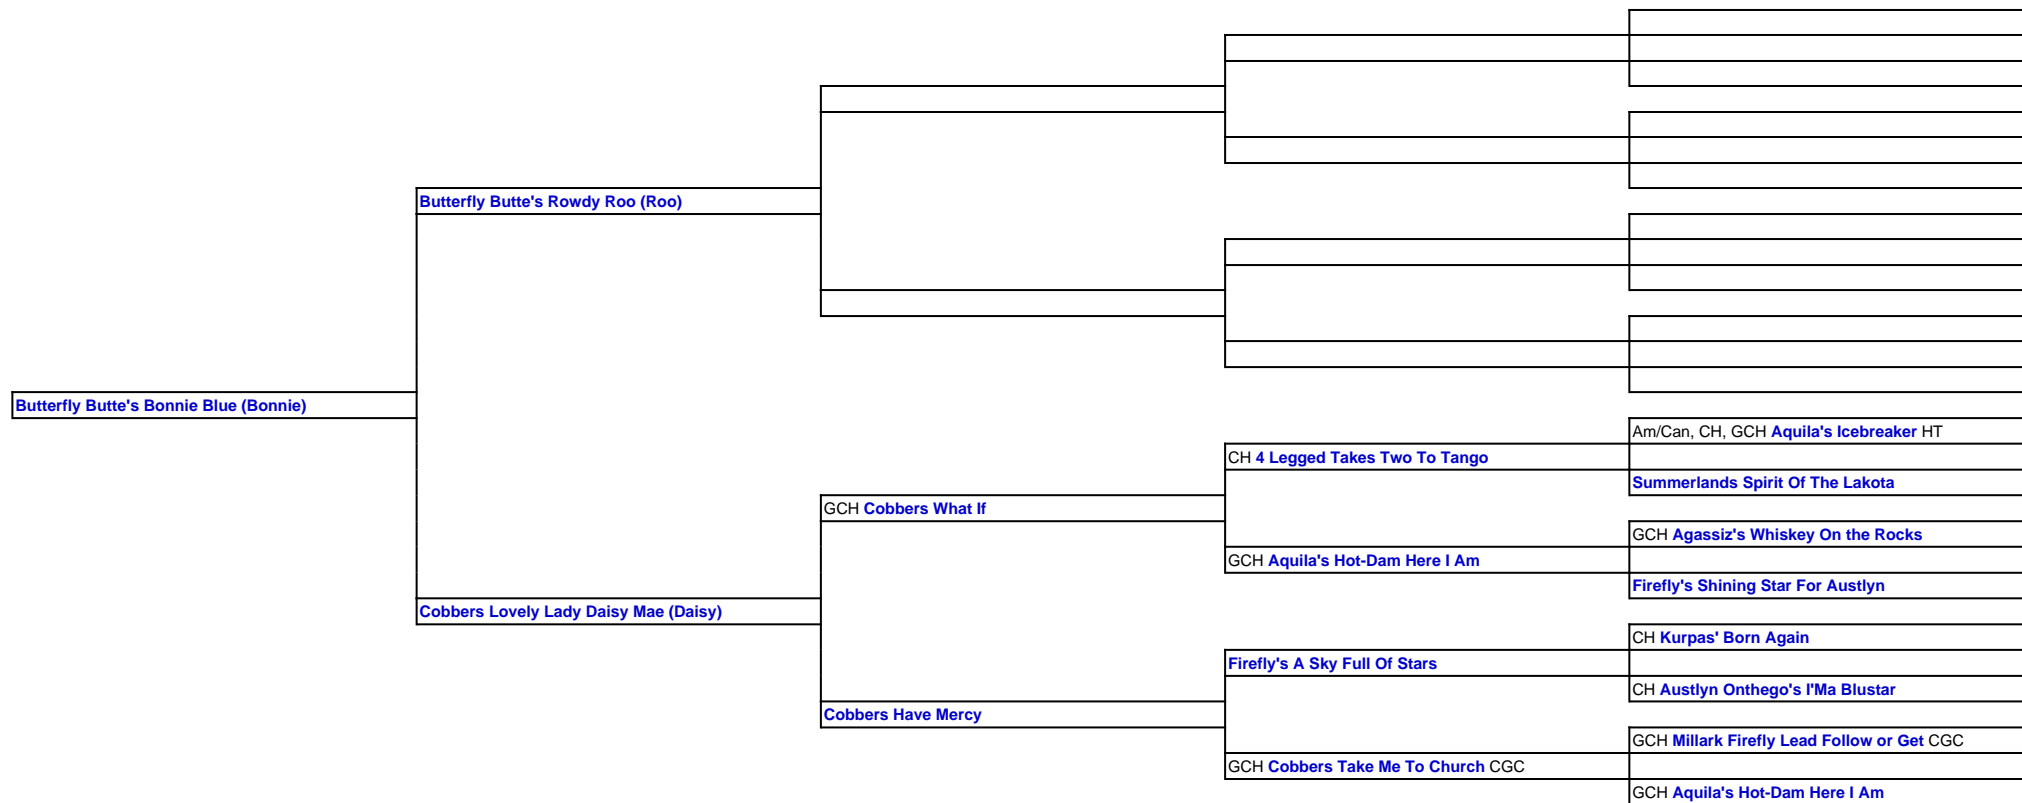 Butterfly Butte's Rowdy Roo (Roo)
Butterfly Butte's Bonnie Blue (Bonnie)
Am/Can, CH, GCH Aquila's Icebreaker HT
CH 4 Legged Takes Two To Tango
Summerlands Spirit Of The Lakota
GCH Cobbers What If
GCH Agassiz's Whiskey On the Rocks
GCH Aquila's Hot-Dam Here I Am
Firefly's Shining Star For Austlyn
Cobbers Lovely Lady Daisy Mae (Daisy)
CH Kurpas' Born Again
Firefly's A Sky Full Of Stars
CH Austlyn Onthego's I'Ma Blustar
Cobbers Have Mercy
GCH Millark Firefly Lead Follow or Get CGC
GCH Cobbers Take Me To Church CGC
GCH Aquila's Hot-Dam Here I Am